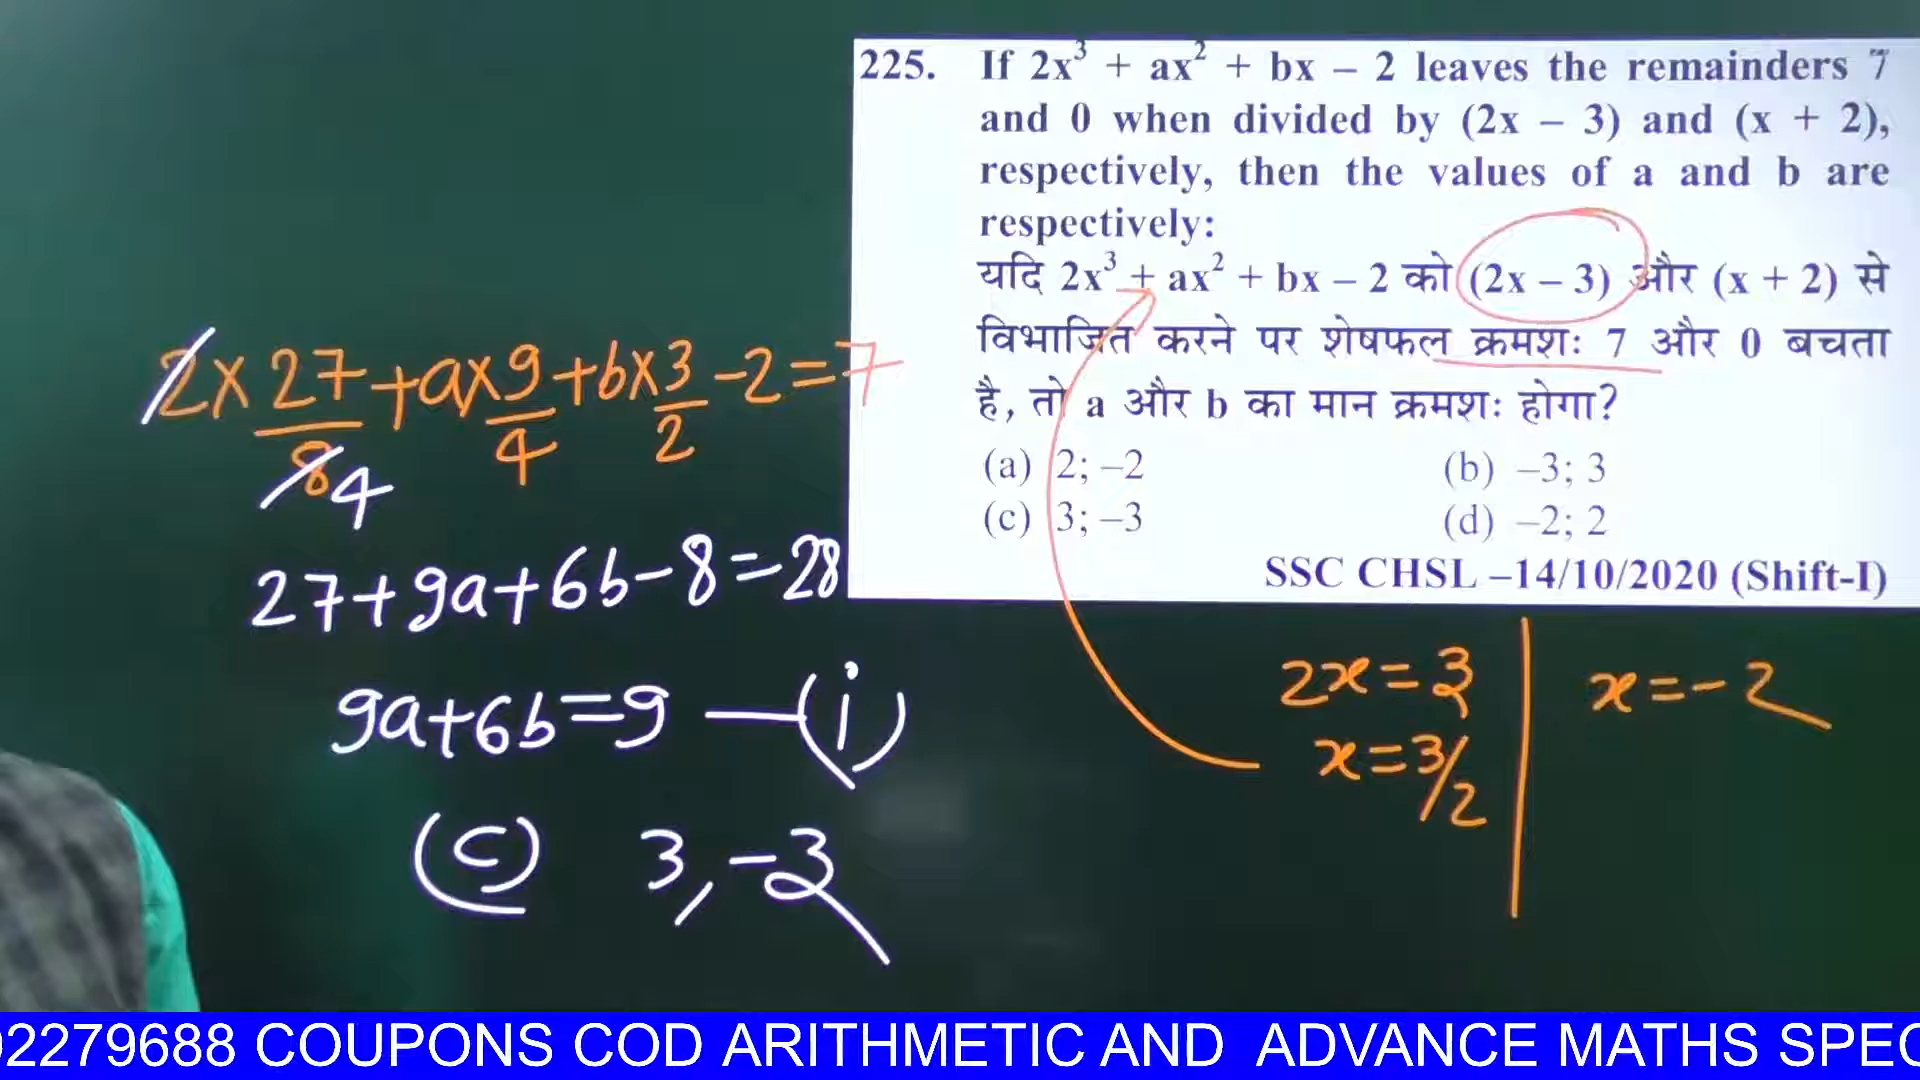 225. If 2x³ + ax² + bx – 2 leaves the remainders 7
and 0 when divided by (2x – 3) and (x + 2),
respectively, then the values of a and b are
respectively:
यदि 2x³ + ax² + bx – 2 को (2x – 3) और (x + 2) से
विभाजित करने पर शेषफल क्रमशः 7 और 0 बचता
है, तो a और b का मान क्रमशः होगा?
(a) 2; –2 (b) –3; 3
(c) 3; –3 (d) –2; 2
SSC CHSL –14/10/2020 (Shift-I)
2 × 27/8 4 + a × 9/4 + b × 3/2 - 2 = 7
27 + 9a + 6b - 8 = 28
9a + 6b = 9 — (i)
(c) 3, -3
2x = 3
x = 3/2
x = -2
02279688 COUPONS COD ARITHMETIC AND ADVANCE MATHS SPEC